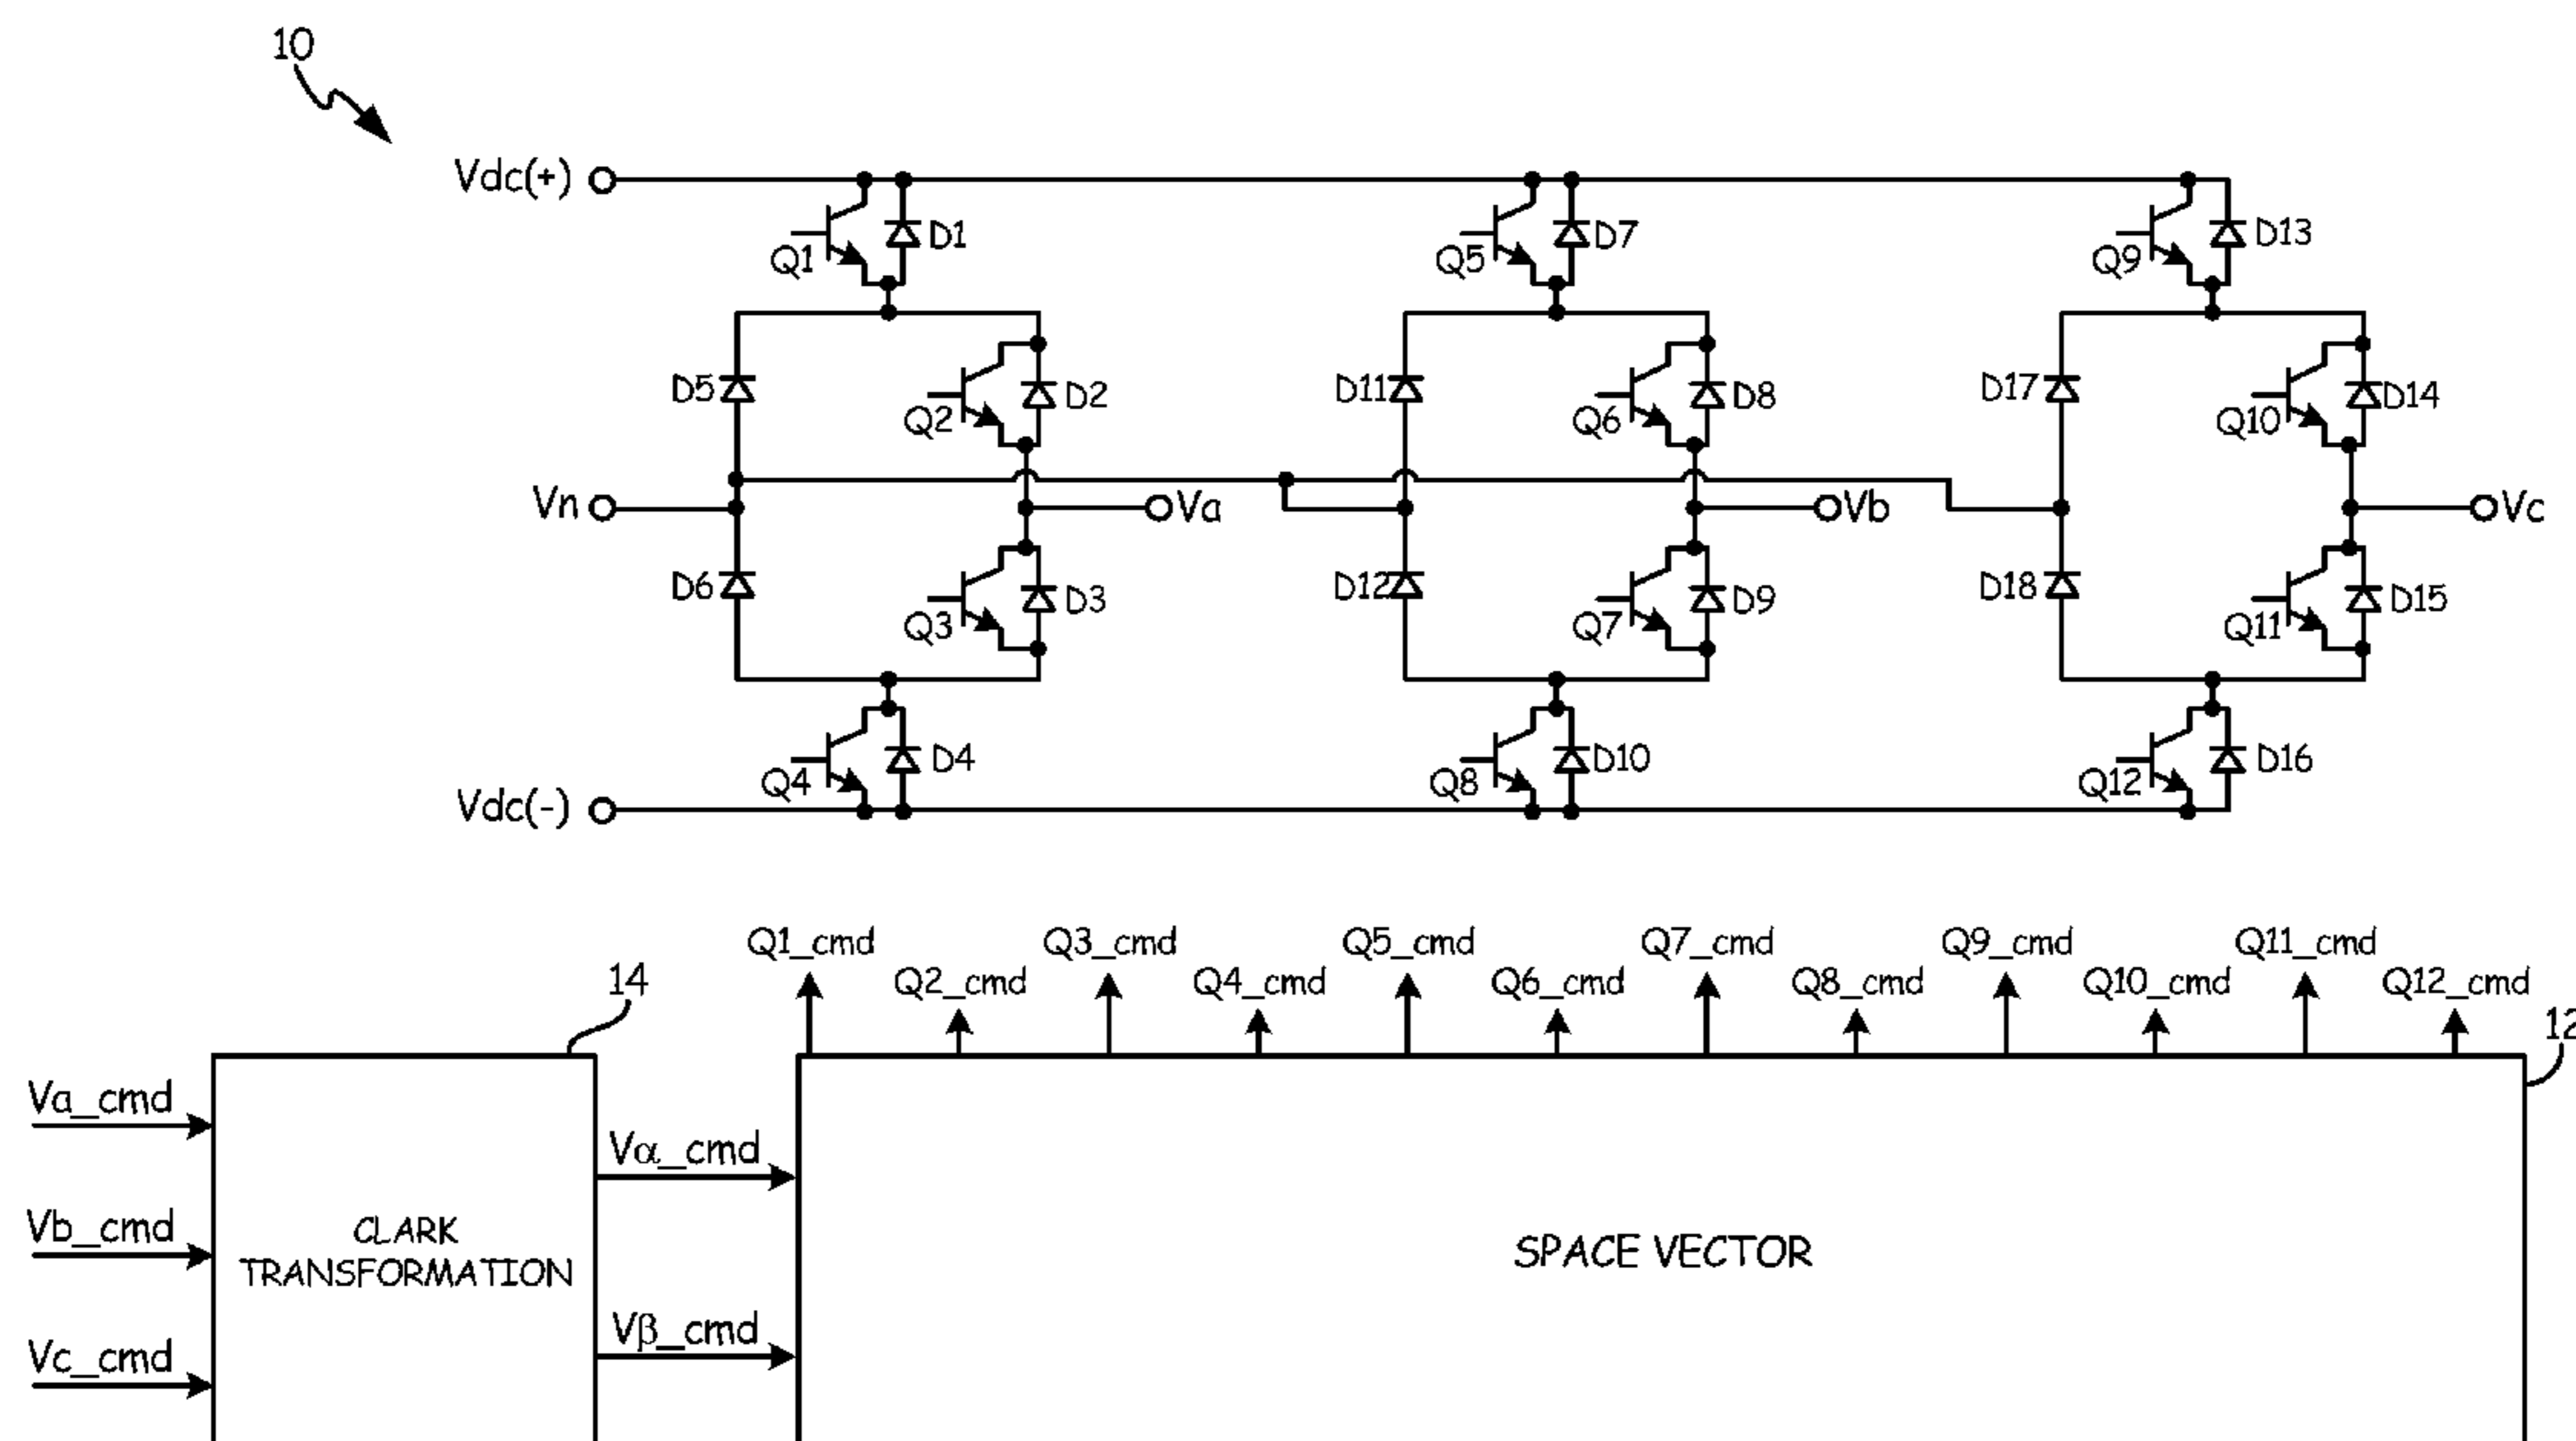 10
Vdc(+)
D1
D7
D13
Q1
Q5
Q9
D5
D2
D11
D8
D17
D14
Q2
Q6
Q10
Vn
Va
Vb
Vc
D6
D3
D12
D9
D18
D15
Q3
Q7
Q11
D4
D10
D16
Q4
Q8
Q12
Vdc(-)
Q1_cmd
Q3_cmd
Q5_cmd
Q7_cmd
Q9_cmd
Q11_cmd
Q2_cmd
Q4_cmd
Q6_cmd
Q8_cmd
Q10_cmd
Q12_cmd
14
12
Va_cmd
Vb_cmd
Vc_cmd
CLARK
TRANSFORMATION
Vα_cmd
Vβ_cmd
SPACE VECTOR